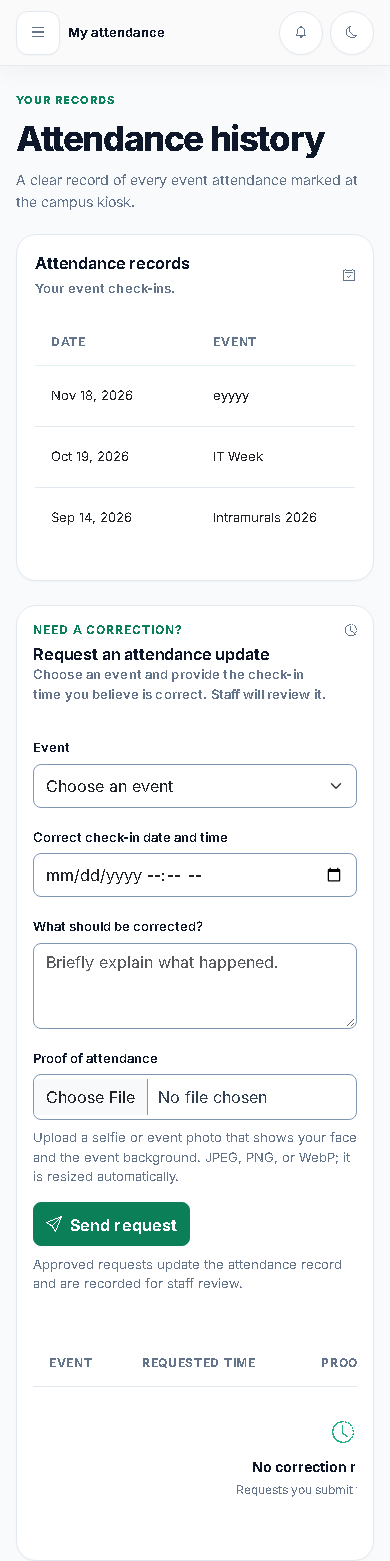 My attendance
YOUR RECORDS
Attendance history
A clear record of every event attendance marked at
the campus kiosk.
Attendance records
Your event check-ins.
DATE EVENT
Nov 18, 2026 eyyyy
Oct 19, 2026 IT Week
Sep 14, 2026 Intramurals 2026
NEED A CORRECTION?
Request an attendance update
Choose an event and provide the check-in
time you believe is correct. Staff will review it.
Event
Choose an event
Correct check-in date and time
mm/dd/yyyy --:-- --
What should be corrected?
Briefly explain what happened.
Proof of attendance
Choose File No file chosen
Upload a selfie or event photo that shows your face
and the event background. JPEG, PNG, or WebP; it
is resized automatically.
Send request
Approved requests update the attendance record
and are recorded for staff review.
EVENT REQUESTED TIME PROO
No correction r
Requests you submit